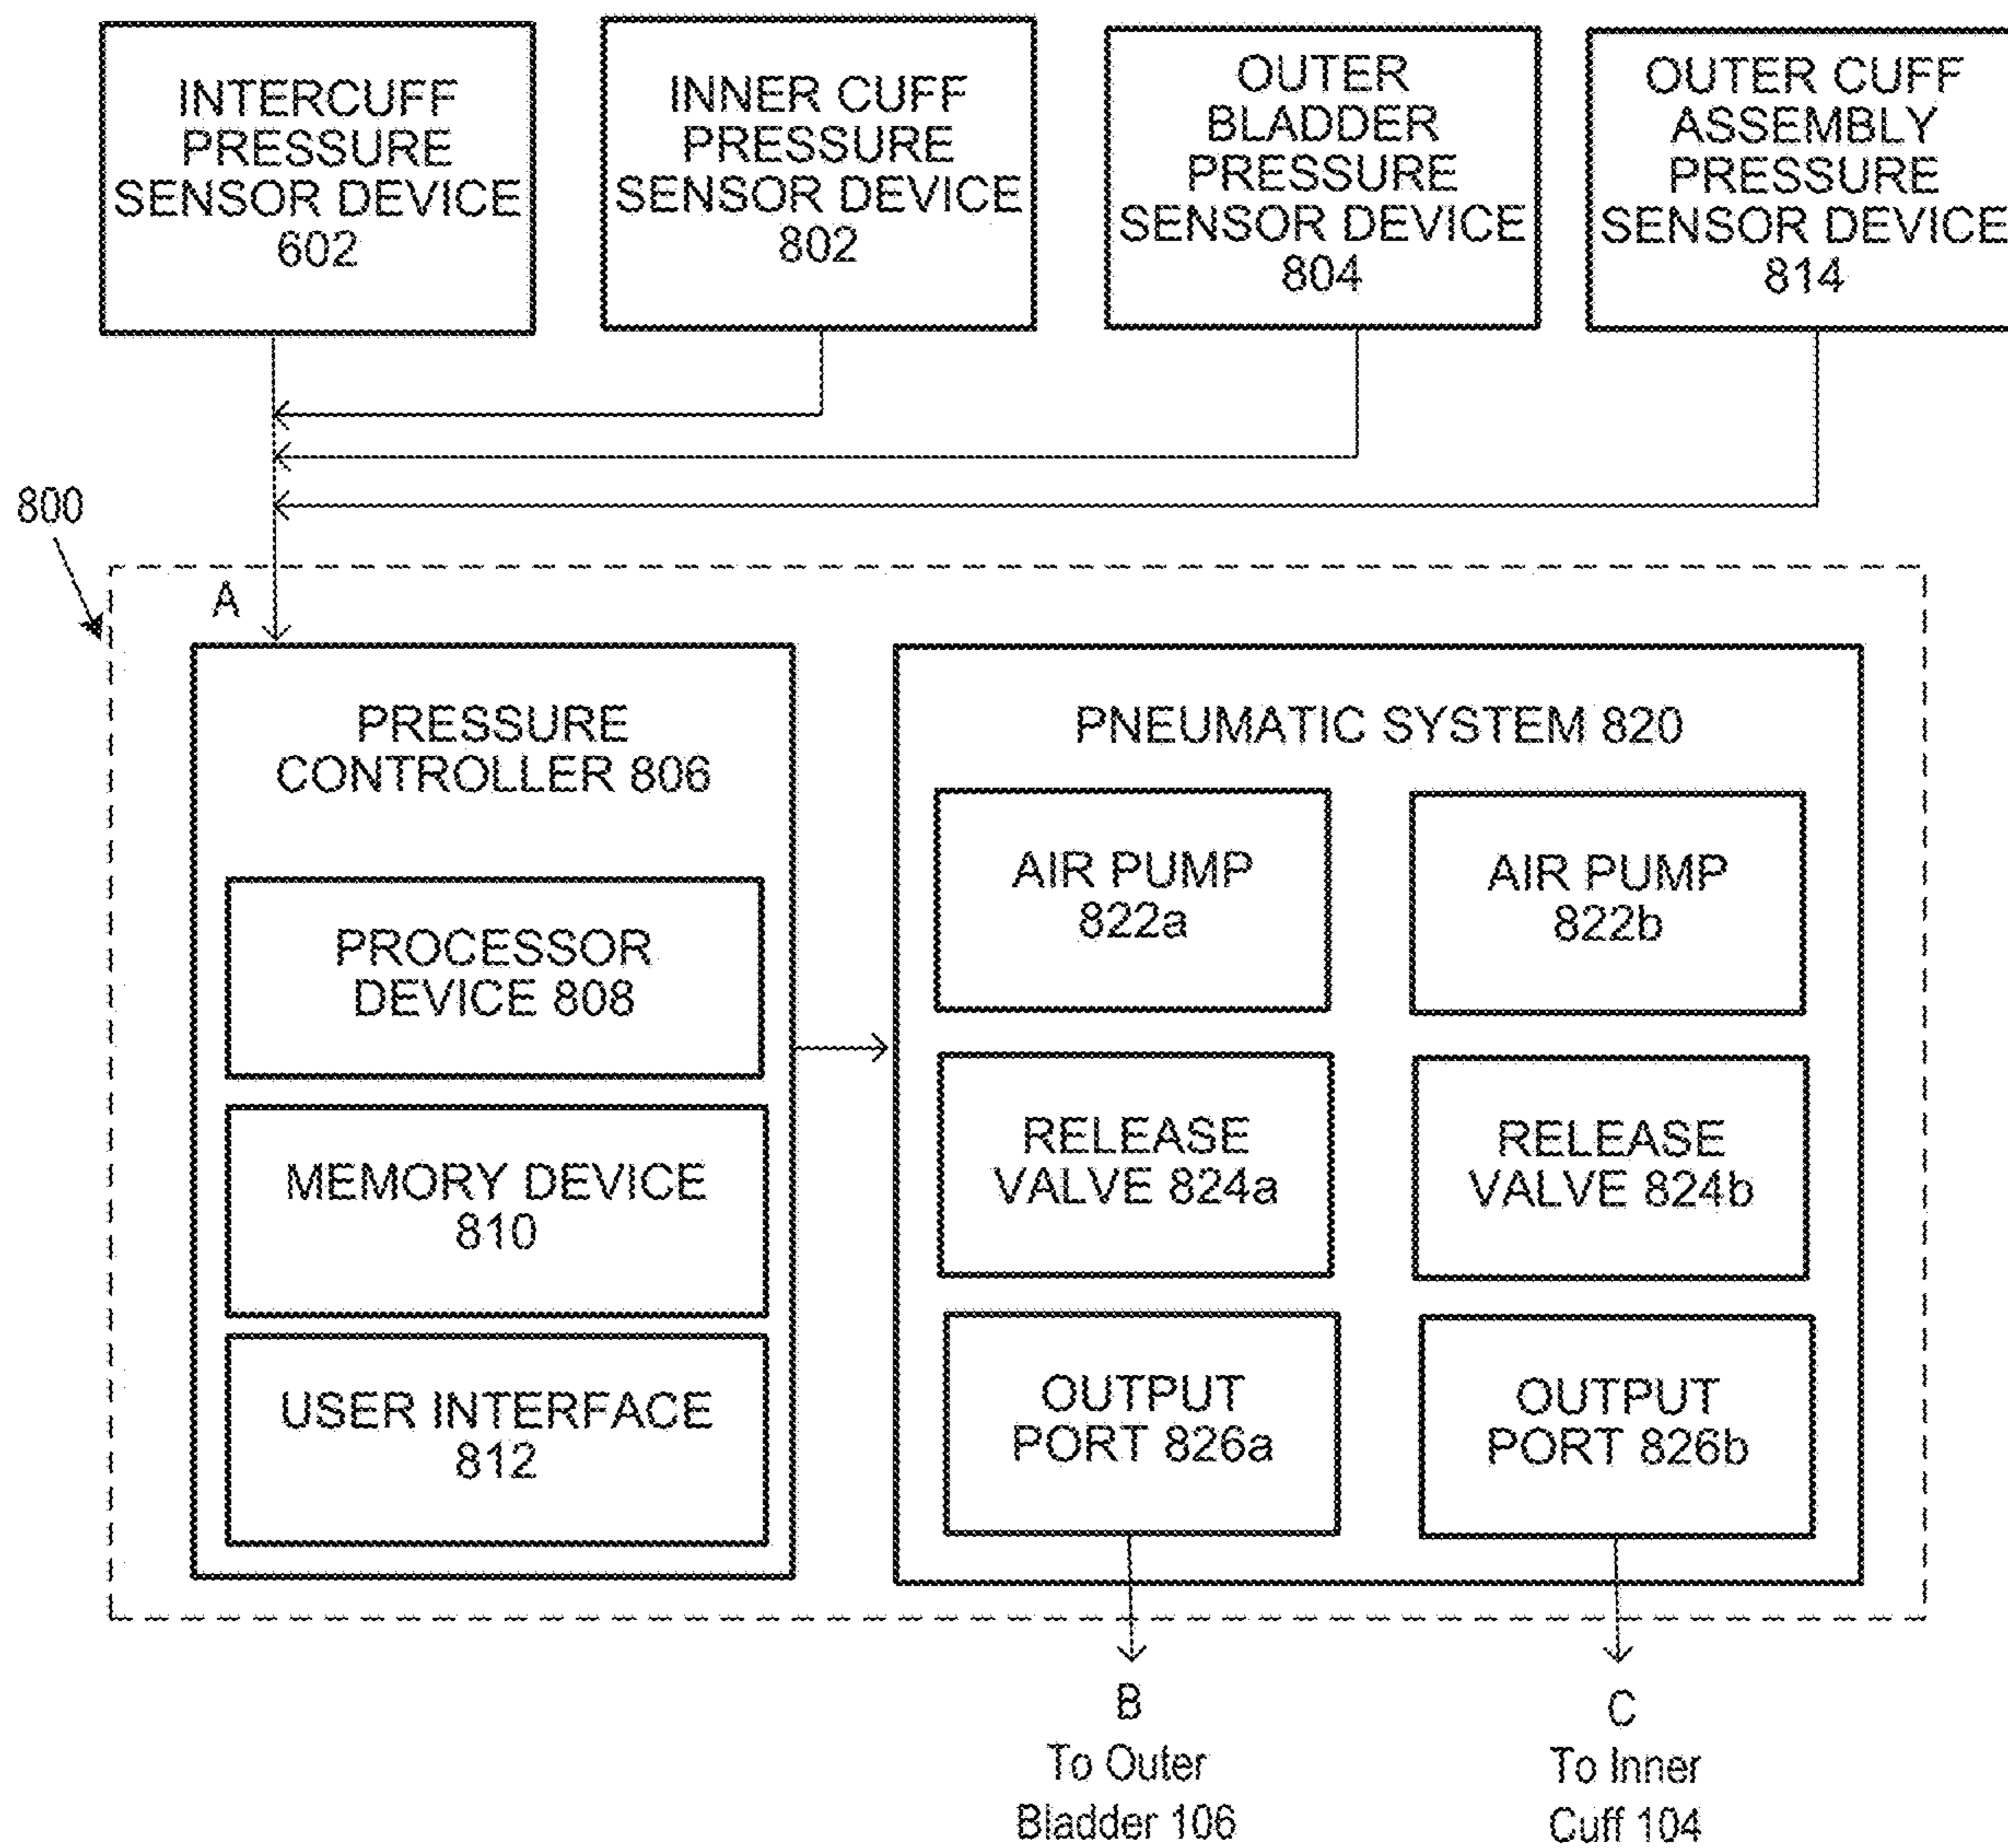 INTERCUFF
PRESSURE
SENSOR DEVICE
602
INNER CUFF
PRESSURE
SENSOR DEVICE
802
OUTER
BLADDER
PRESSURE
SENSOR DEVICE
804
OUTER CUFF
ASSEMBLY
PRESSURE
SENSOR DEVICE
814
800
A
PRESSURE
CONTROLLER 806
PROCESSOR
DEVICE 808
MEMORY DEVICE
810
USER INTERFACE
812
PNEUMATIC SYSTEM 820
AIR PUMP
822a
AIR PUMP
822b
RELEASE
VALVE 824a
RELEASE
VALVE 824b
OUTPUT
PORT 826a
OUTPUT
PORT 826b
B
To Outer
Bladder 106
C
To Inner
Cuff 104